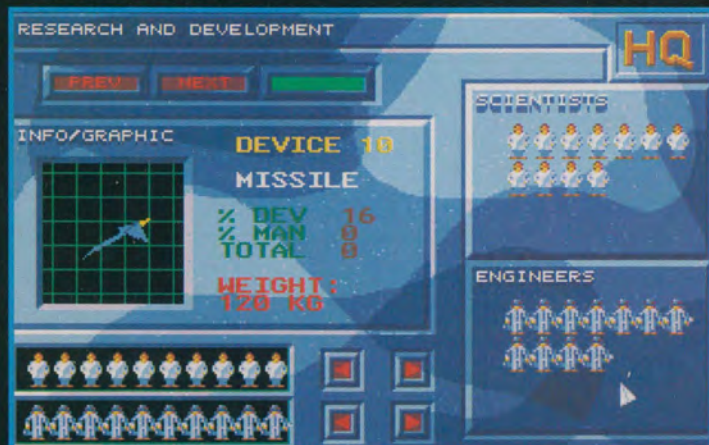 RESEARCH AND DEVELOPMENT
HQ
PREV NEXT
SCIENTISTS
INFO/GRAPHIC
DEVICE 10
MISSILE
% DEV 16
% MAN 0
TOTAL 0
WEIGHT:
120 KG
ENGINEERS